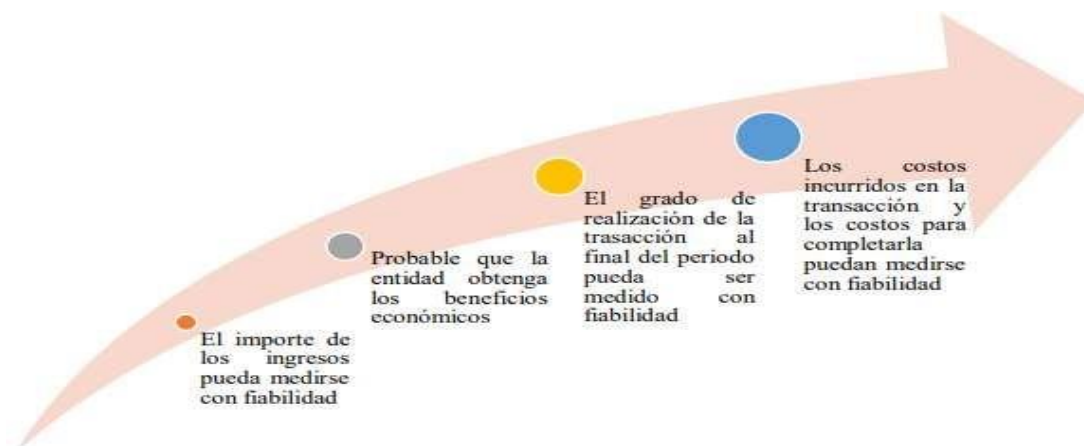 El importe de
los ingresos
pueda medirse
con fiabilidad
Probable que la
entidad obtenga
los beneficios
económicos
El grado de
realización de la
trasacción al
final del periodo
pueda ser
medido con
fiabilidad
Los costos
incurridos en la
transacción y
los costos para
completarla
puedan medirse
con fiabilidad